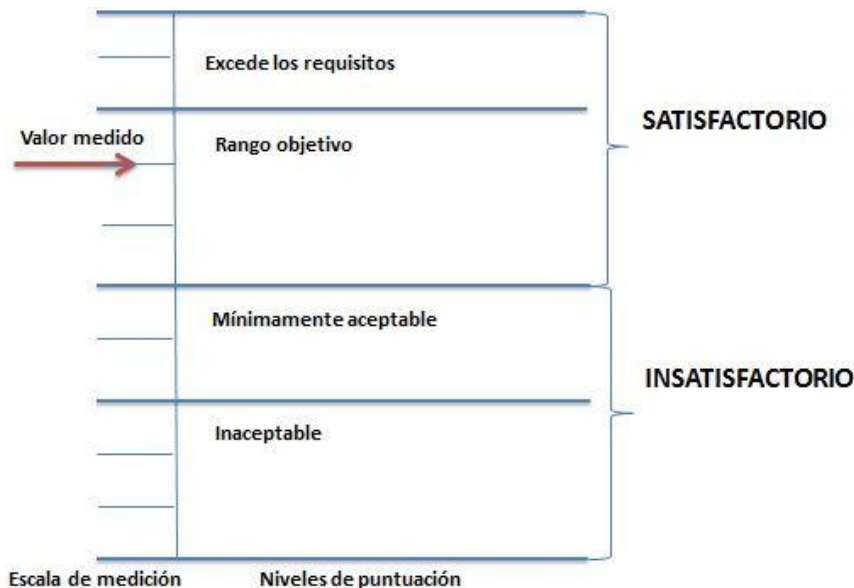 Excede los requisitos
SATISFACTORIO
Valor medido
Rango objetivo
Mínimamente aceptable
INSATISFACTORIO
Inaceptable
Escala de medición
Niveles de puntuación